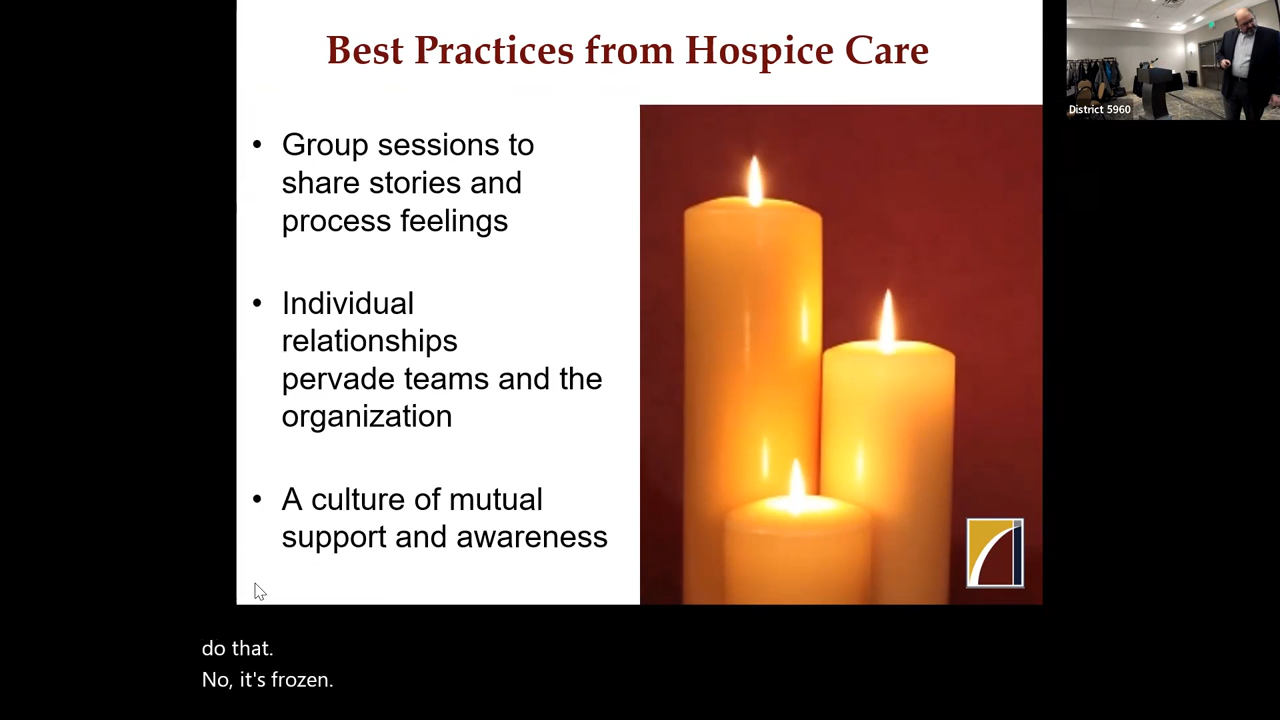 Best Practices from Hospice Care
• Group sessions to
share stories and
process feelings
• Individual
relationships
pervade teams and the
organization
• A culture of mutual
support and awareness
District 5960
do that.
No, it's frozen.